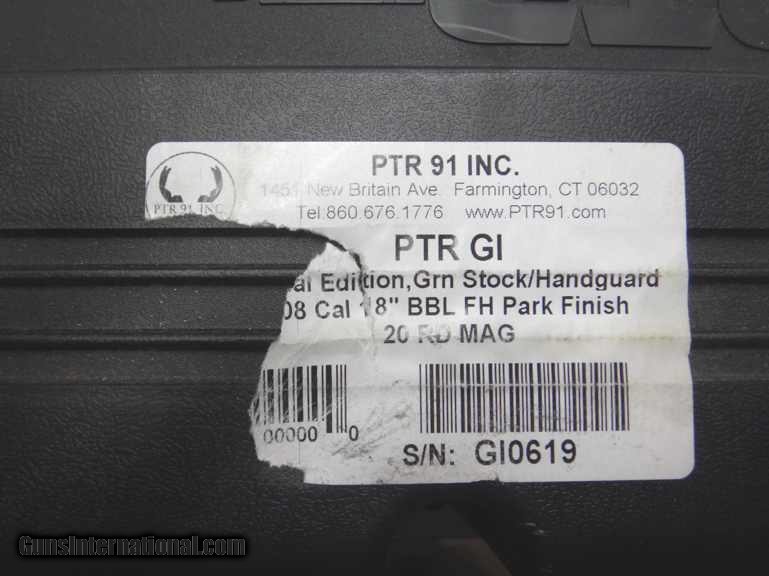 PTR 91 INC.
PTR 91 INC.
1451 New Britain Ave. Farmington, CT 06032
Tel:860.676.1776 www.PTR91.com
PTR GI
al Edition,Grn Stock/Handguard
08 Cal 18" BBL FH Park Finish
20 RD MAG
00000 0
S/N: GI0619
GunsInternational.com